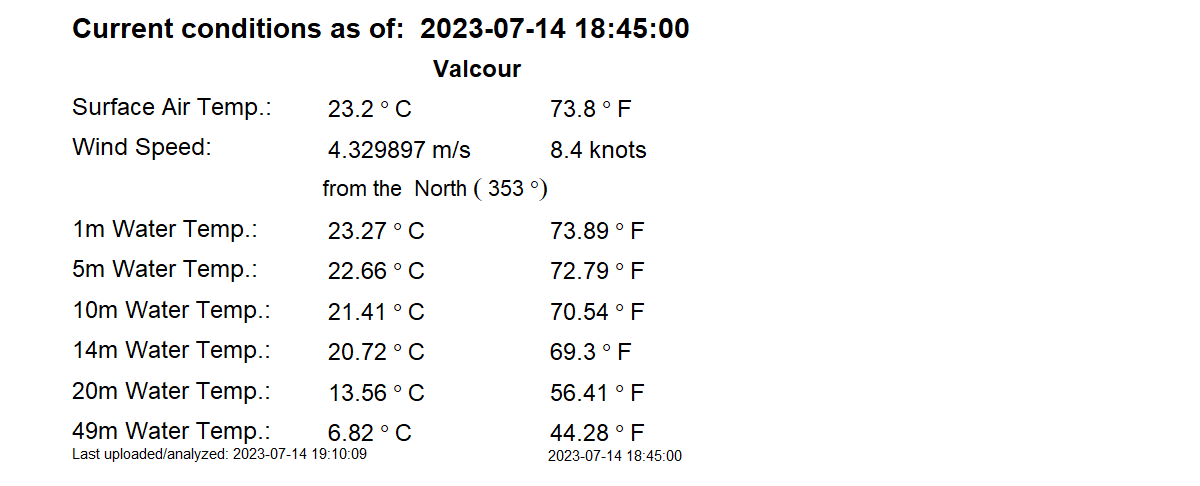 Current conditions as of:  2023-07-14 18:45:00
Valcour
Surface Air Temp.: 23.2 ° C 73.8 ° F
Wind Speed: 4.329897 m/s 8.4 knots
from the  North ( 353 °)
1m Water Temp.: 23.27 ° C 73.89 ° F
5m Water Temp.: 22.66 ° C 72.79 ° F
10m Water Temp.: 21.41 ° C 70.54 ° F
14m Water Temp.: 20.72 ° C 69.3 ° F
20m Water Temp.: 13.56 ° C 56.41 ° F
49m Water Temp.: 6.82 ° C 44.28 ° F
Last uploaded/analyzed: 2023-07-14 19:10:09 2023-07-14 18:45:00